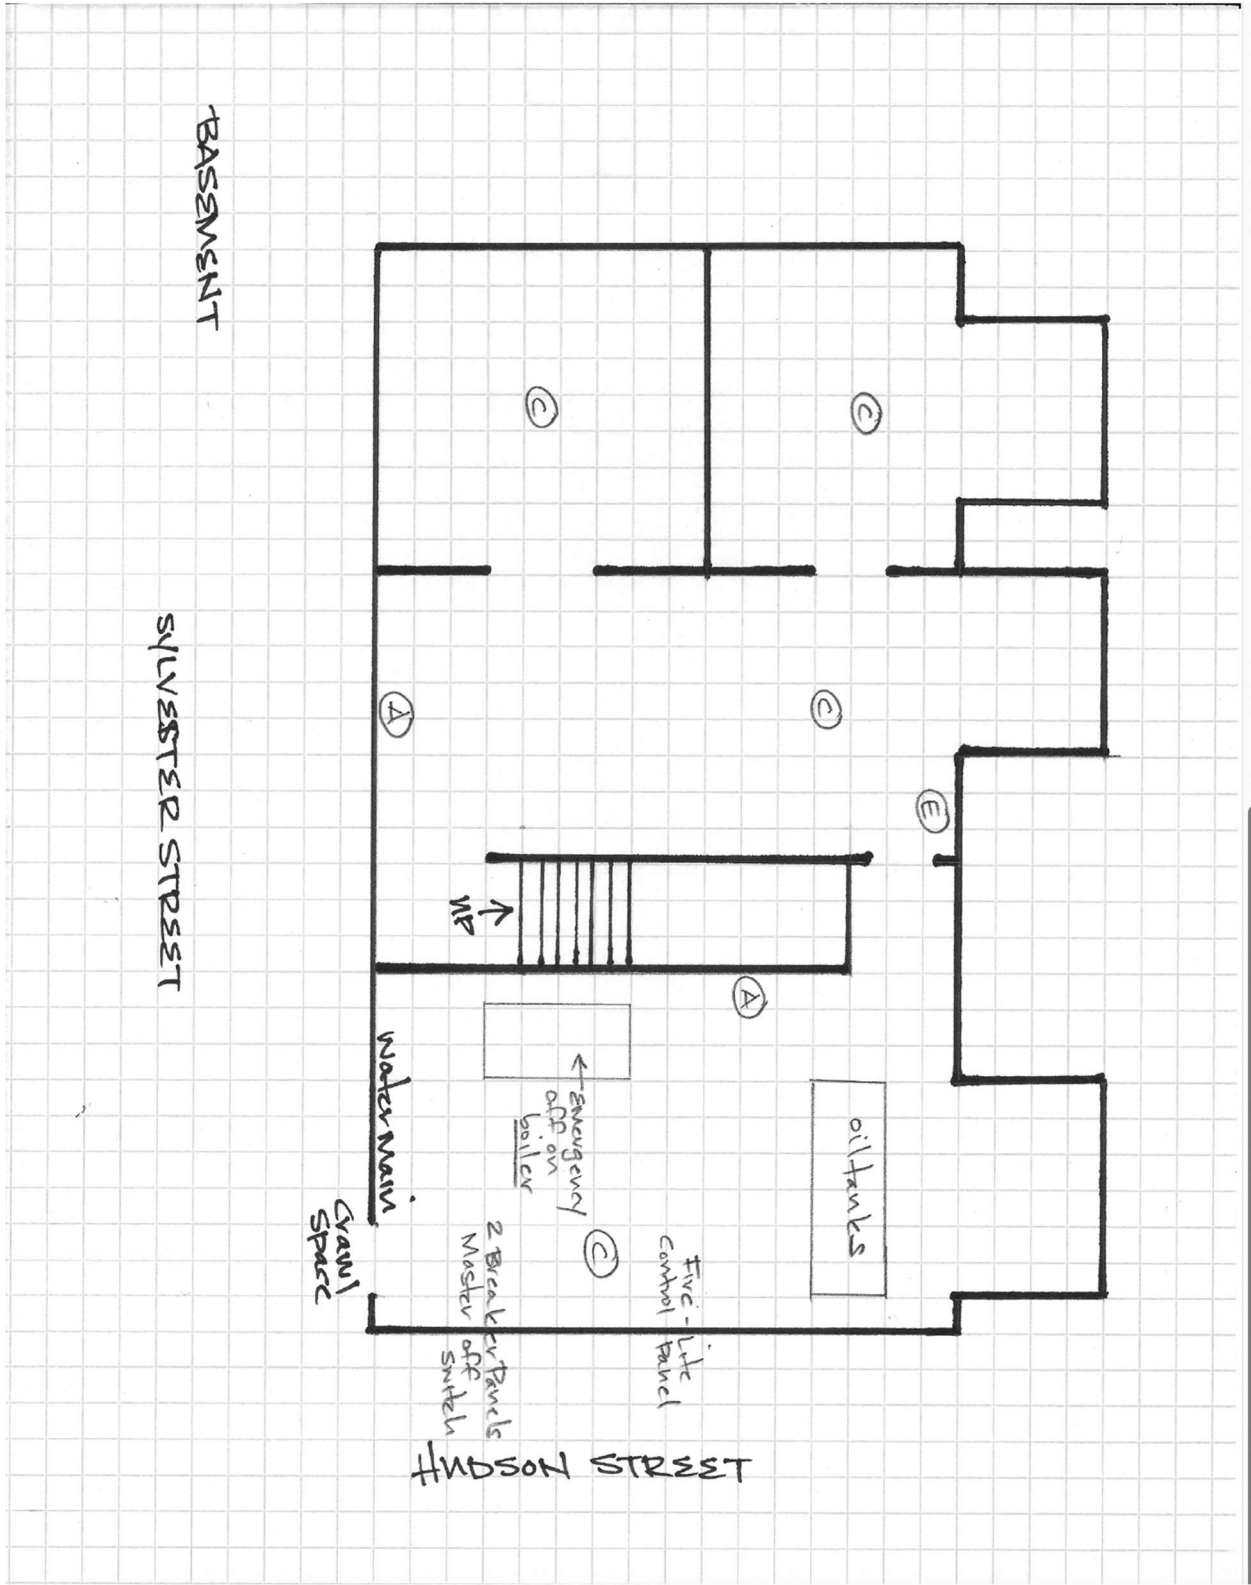 BASEMENT
SYLVESTER STREET
C
C
A
C
E
UP
A
Water Main
Emergency
off on
boiler
oil tanks
Crawl
Space
C
2 Breaker Panels
Master off
switch
Fire-Lite
Control Panel
HUDSON STREET